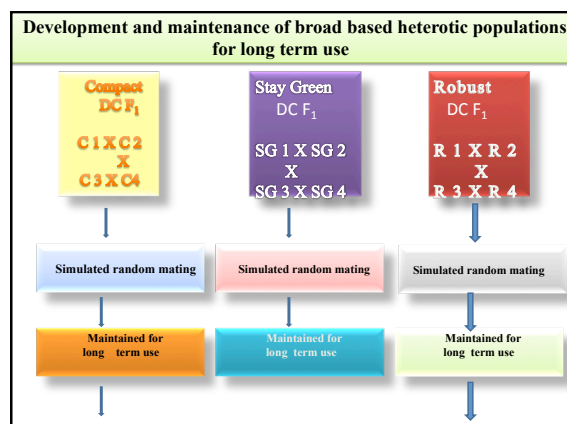 Development and maintenance of broad based heterotic populations
for long term use
Compact
DC F1
C 1 X C 2
X
C 3 X C4
Stay Green
DC F1
SG 1 X SG 2
X
SG 3 X SG 4
Robust
DC F1
R 1 X R 2
X
R 3 X R 4
Simulated random mating
Simulated random mating
Simulated random mating
Maintained for
long term use
Maintained for
long term use
Maintained for
long term use